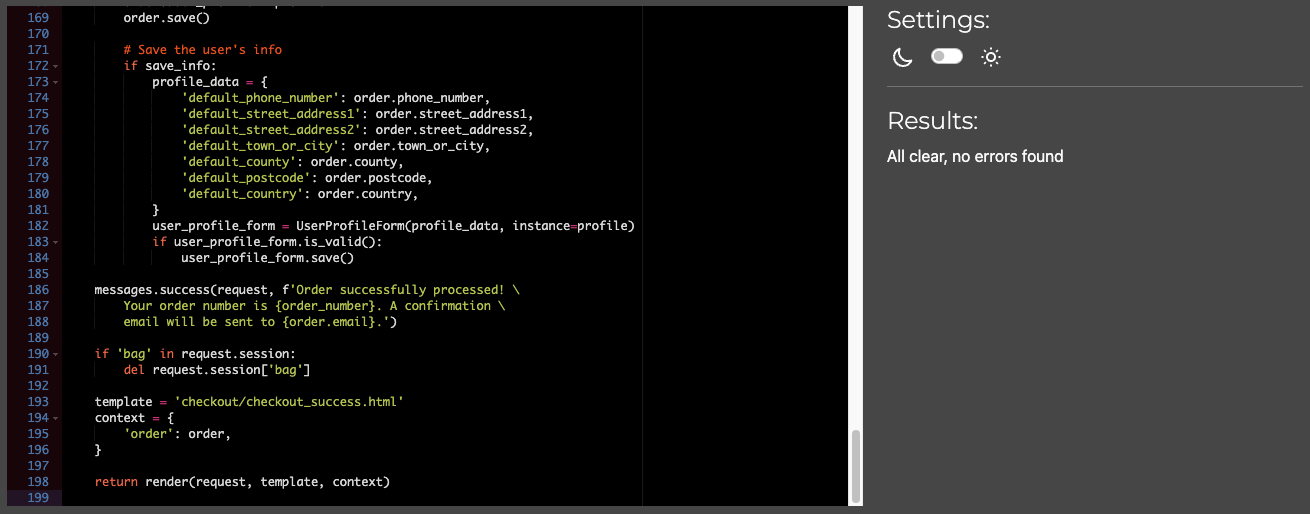 169             order.save()
170
171         # Save the user's info
172         if save_info:
173             profile_data = {
174                 'default_phone_number': order.phone_number,
175                 'default_street_address1': order.street_address1,
176                 'default_street_address2': order.street_address2,
177                 'default_town_or_city': order.town_or_city,
178                 'default_county': order.county,
179                 'default_postcode': order.postcode,
180                 'default_country': order.country,
181             }
182             user_profile_form = UserProfileForm(profile_data, instance=profile)
183             if user_profile_form.is_valid():
184                 user_profile_form.save()
185
186     messages.success(request, f'Order successfully processed! \
187         Your order number is {order_number}. A confirmation \
188         email will be sent to {order.email}.')
189
190     if 'bag' in request.session:
191         del request.session['bag']
192
193     template = 'checkout/checkout_success.html'
194     context = {
195         'order': order,
196     }
197
198     return render(request, template, context)
199
Settings:
Results:
All clear, no errors found